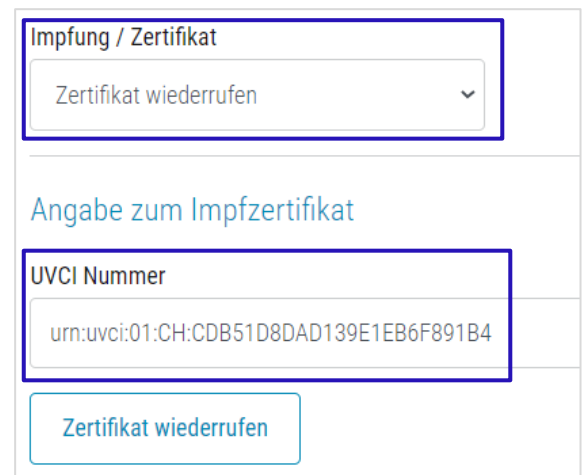 Impfung / Zertifikat
Zertifikat wiederrufen
Angabe zum Impfzertifikat
UVCI Nummer
urn:uvci:01:CH:CDB51D8DAD139E1EB6F891B4
Zertifikat wiederrufen